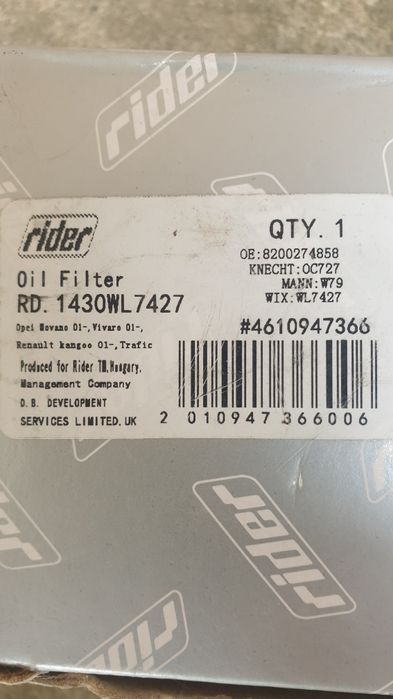 rider
rider
QTY. 1
OE:8200274858
KNECHT:OC727
MANN:W79
WIX:WL7427
Oil Filter
RD.1430WL7427
#4610947366
Opel Movano 01-,Vivaro 01-,
Renault kangoo 01-,Trafic
Produced for Rider TM,Hungary.
Management Company
D.B. DEVELOPMENT
SERVICES LIMITED.UK
2 010947 366006
rider
rider
rider